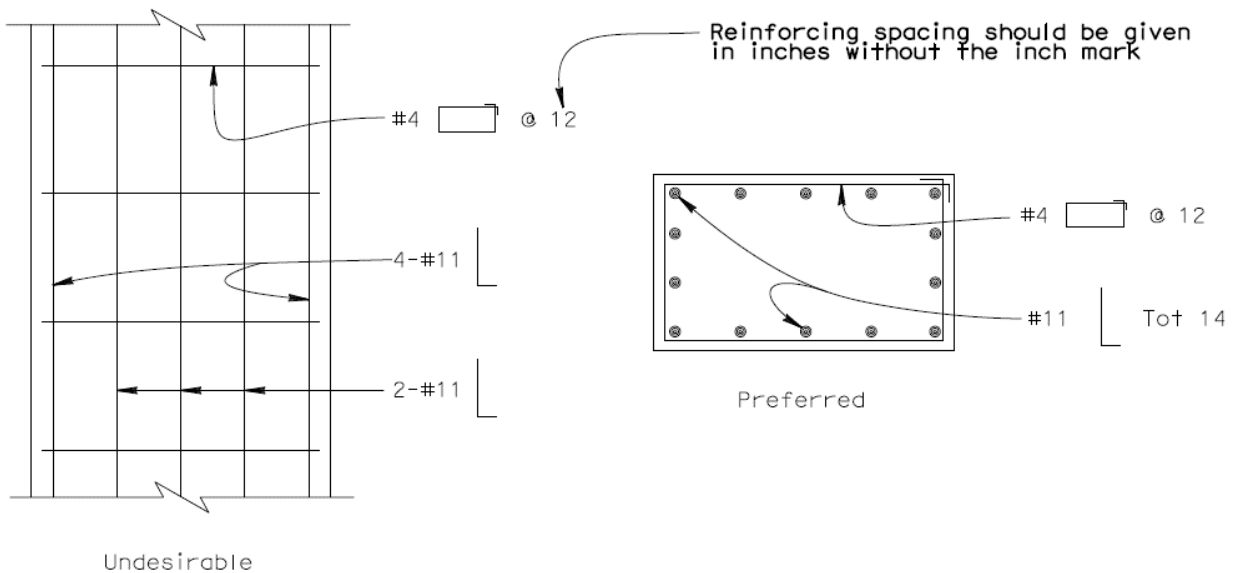 Reinforcing spacing should be given
in inches without the inch mark
#4 @ 12
4-#11
2-#11
Undesirable
#4 @ 12
#11 Tot 14
Preferred